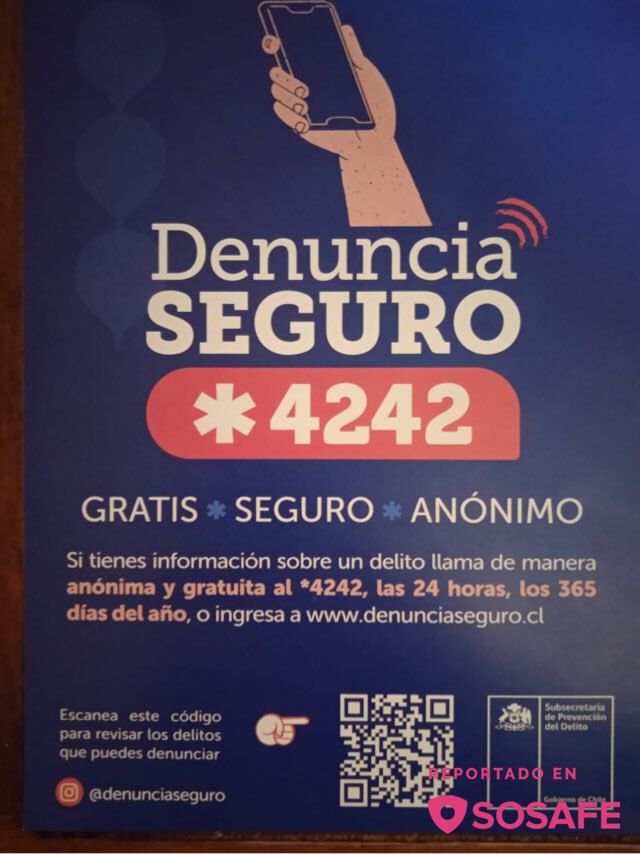 Denuncia
SEGURO
*4242
GRATIS * SEGURO * ANÓNIMO
Si tienes información sobre un delito llama de manera
anónima y gratuita al *4242, las 24 horas, los 365
días del año, o ingresa a www.denunciaseguro.cl
Escanea este código
para revisar los delitos
que puedes denunciar
@denunciaseguro
Subsecretaría
de Prevención
del Delito
Gobierno de Chile
REPORTADO EN
SOSAFE